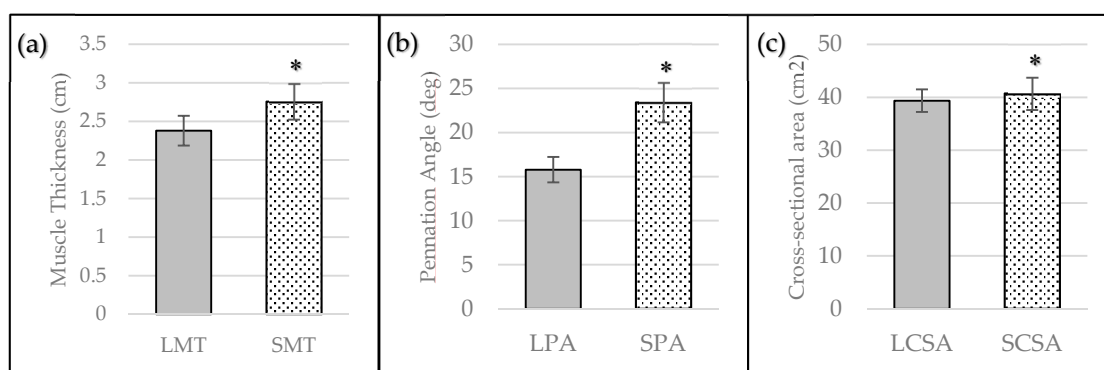 (a)
Muscle Thickness (cm)
3.5
3
2.5
2
1.5
1
0.5
0
*
LMT SMT
(b)
Pennation Angle (deg)
30
25
20
15
10
5
0
*
LPA SPA
(c)
Cross-sectional area (cm2)
50
40
30
20
10
0
*
LCSA SCSA